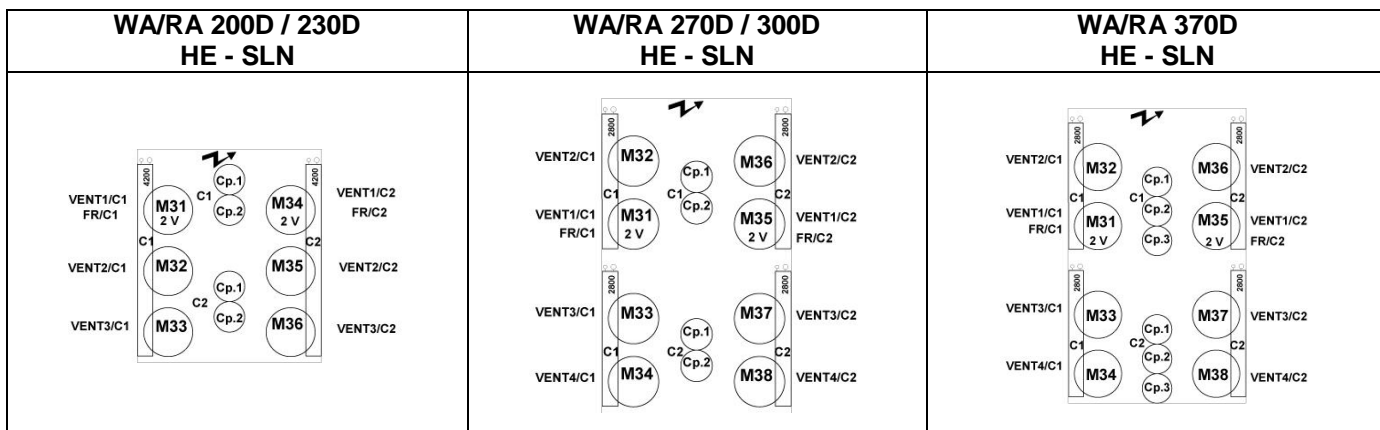 WA/RA 200D / 230D
HE - SLN
WA/RA 270D / 300D
HE - SLN
WA/RA 370D
HE - SLN
4200
4200
Cp.1
VENT1/C1
FR/C1
M31
2 V
C1
Cp.2
M34
2 V
VENT1/C2
FR/C2
C1
C2
VENT2/C1
M32
M35
VENT2/C2
Cp.1
C2
VENT3/C1
M33
Cp.2
M36
VENT3/C2
2800
2800
VENT2/C1
M32
Cp.1
M36
VENT2/C2
C1
C1
Cp.2
C2
VENT1/C1
FR/C1
M31
2 V
M35
2 V
VENT1/C2
FR/C2
2800
2800
VENT3/C1
M33
Cp.1
M37
VENT3/C2
C1
C2
Cp.2
C2
VENT4/C1
M34
M38
VENT4/C2
2800
2800
VENT2/C1
M32
Cp.1
M36
VENT2/C2
C1
C1
Cp.2
C2
VENT1/C1
FR/C1
M31
2 V
Cp.3
M35
2 V
VENT1/C2
FR/C2
2800
2800
VENT3/C1
M33
Cp.1
M37
VENT3/C2
C1
C2
Cp.2
C2
VENT4/C1
M34
Cp.3
M38
VENT4/C2